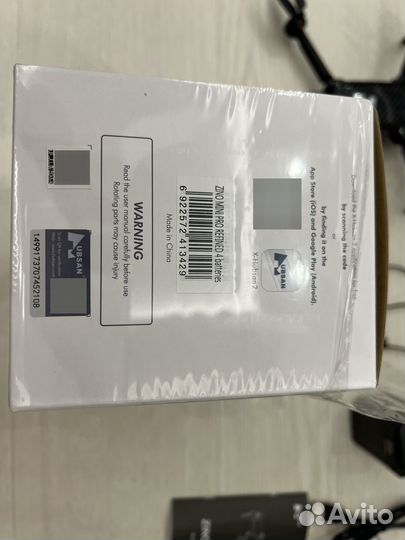 WARNING
Read the user manual carefully before use
Rotating parts may cause injury
ZINO MINI PRO REFINED 4 batteries
6 922572 413429
Made in China
by scanning the code
or
by finding it on the
App Store (iOS) and Google Play (Android).
HUBSAN
X-Hubsan 2
HUBSAN
1499173707452108
Avito